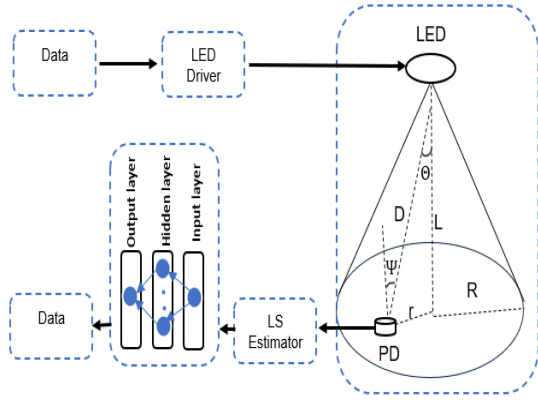 Data
LED
Driver
LED
Θ
D
L
Ψ
R
r
PD
Output layer
Hidden layer
Input layer
Data
LS
Estimator